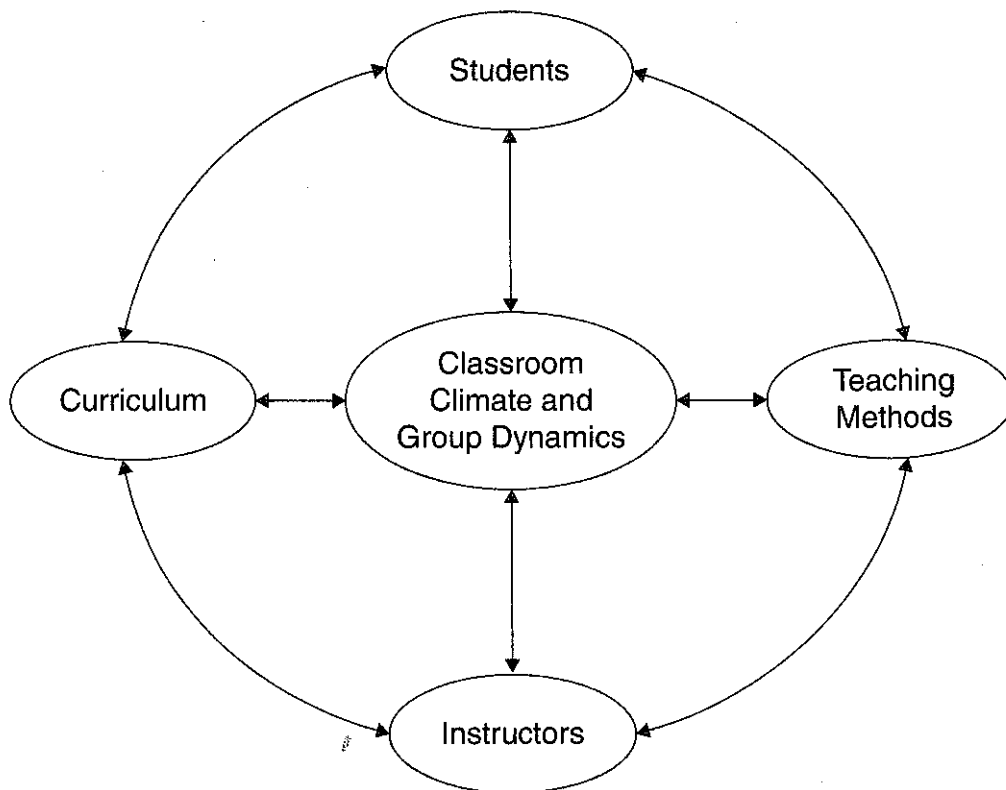 Students
Curriculum
Classroom
Climate and
Group Dynamics
Teaching
Methods
Instructors